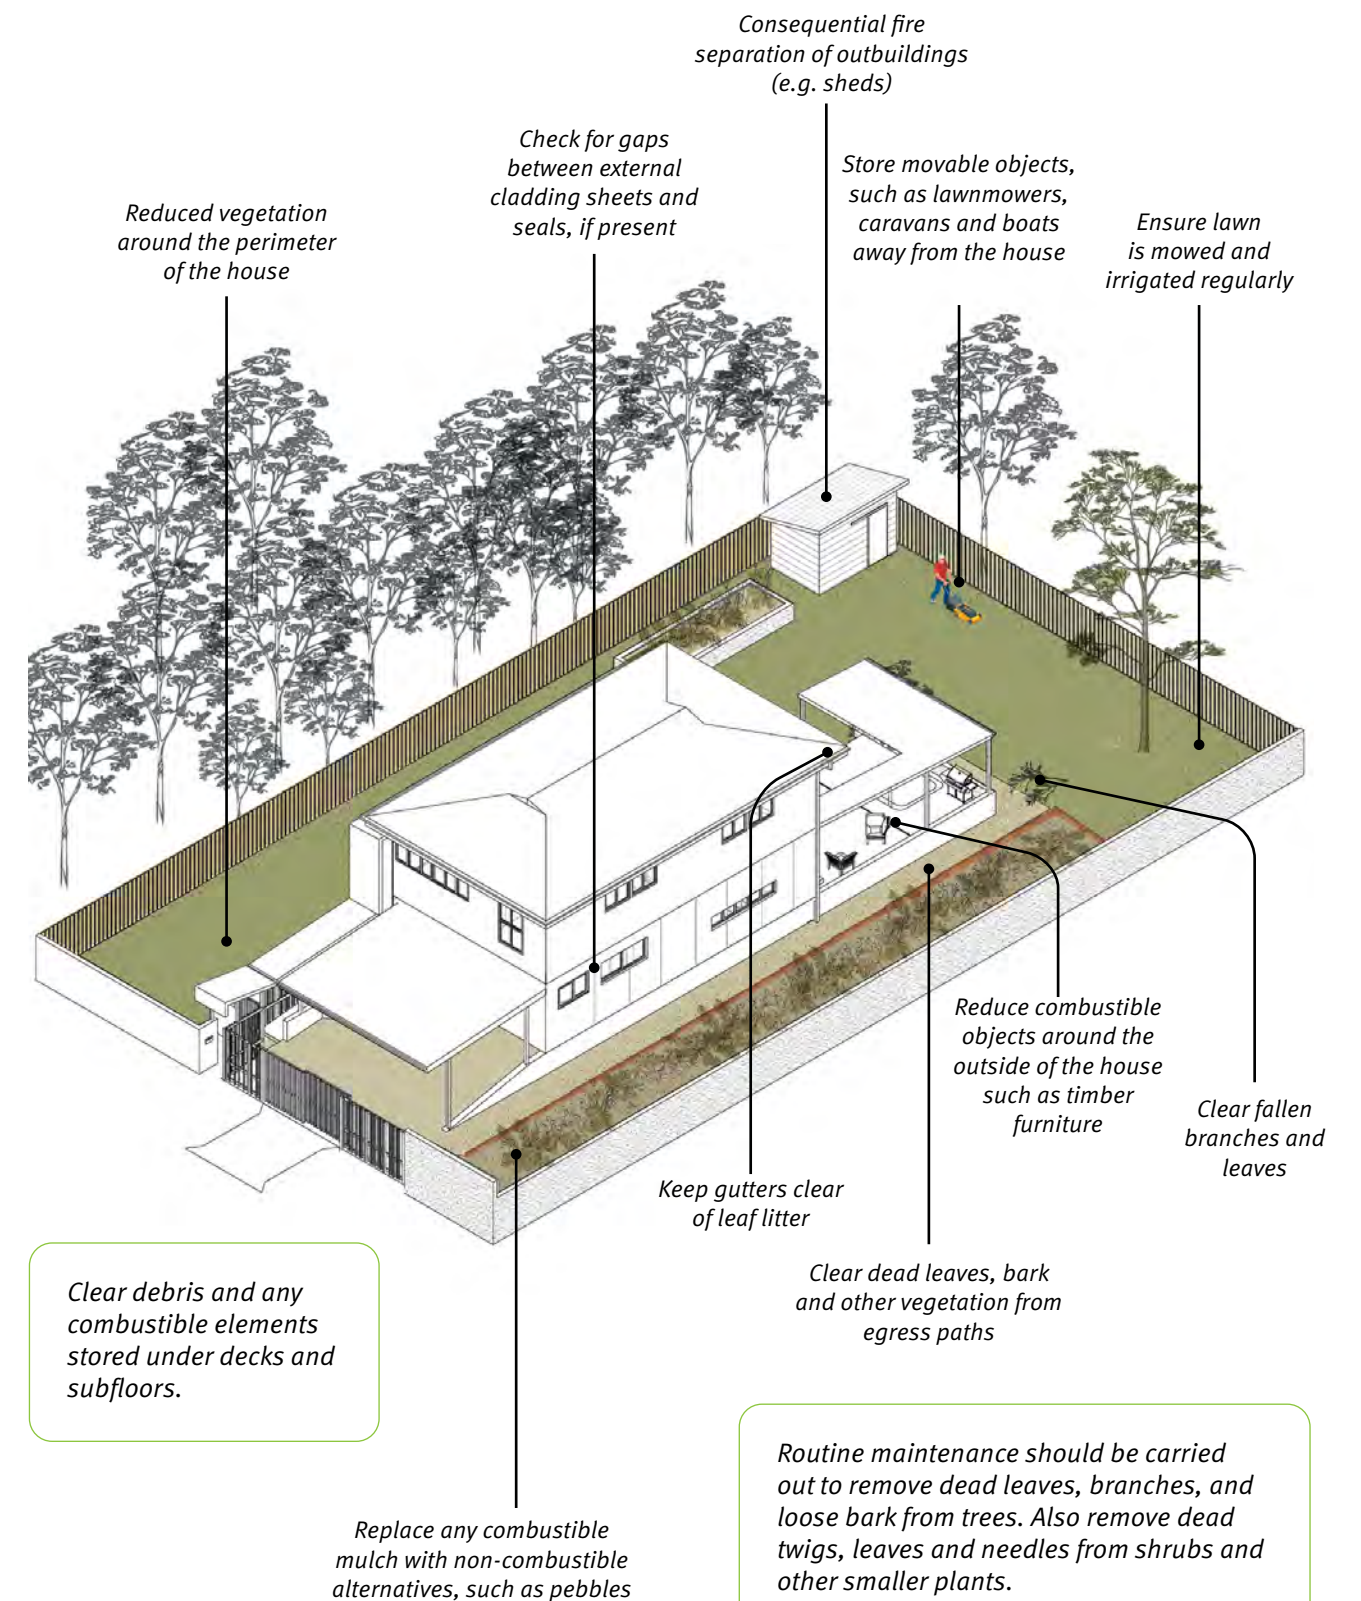 Consequential fire
separation of outbuildings
(e.g. sheds)
Check for gaps
between external
cladding sheets and
seals, if present
Store movable objects,
such as lawnmowers,
caravans and boats
away from the house
Reduced vegetation
around the perimeter
of the house
Ensure lawn
is mowed and
irrigated regularly
Reduce combustible
objects around the
outside of the house
such as timber
furniture
Clear fallen
branches and
leaves
Keep gutters clear
of leaf litter
Clear dead leaves, bark
and other vegetation from
egress paths
Clear debris and any
combustible elements
stored under decks and
subfloors.
Routine maintenance should be carried
out to remove dead leaves, branches, and
loose bark from trees. Also remove dead
twigs, leaves and needles from shrubs and
other smaller plants.
Replace any combustible
mulch with non-combustible
alternatives, such as pebbles